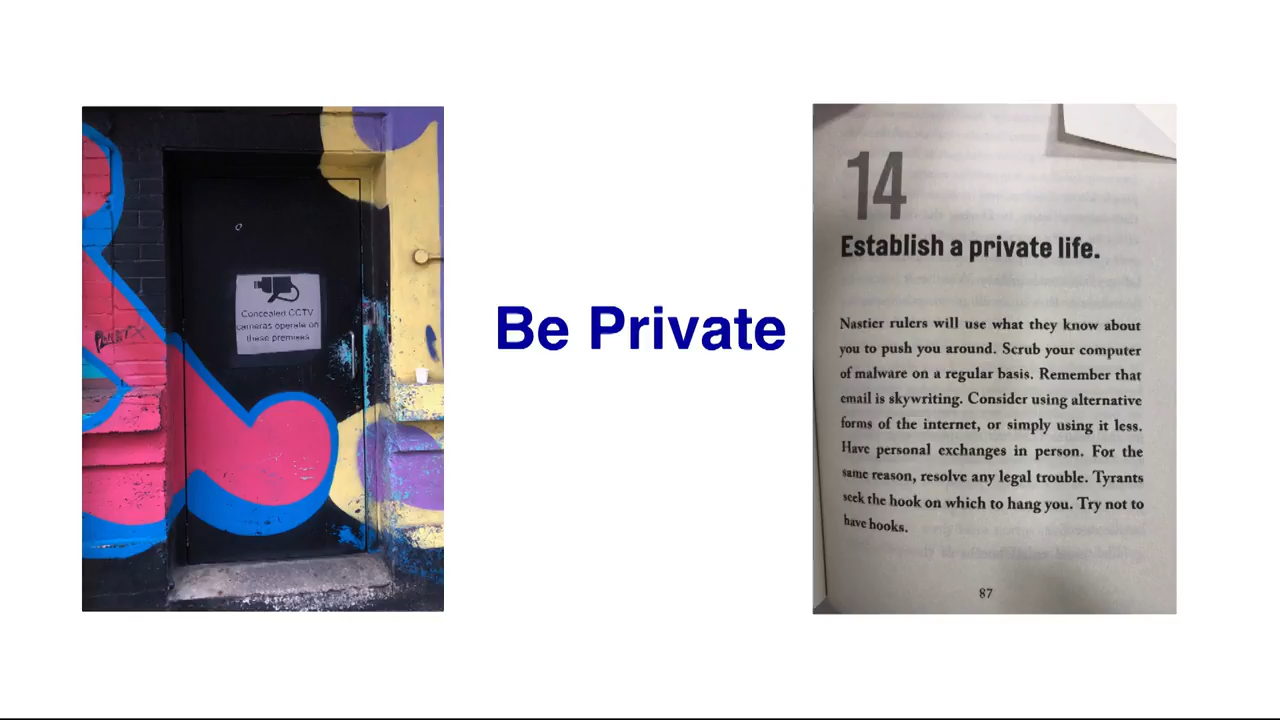 Concealed CCTV
cameras operate on
these premises
Be Private
14
Establish a private life.
Nastier rulers will use what they know about
you to push you around. Scrub your computer
of malware on a regular basis. Remember that
email is skywriting. Consider using alternative
forms of the internet, or simply using it less.
Have personal exchanges in person. For the
same reason, resolve any legal trouble. Tyrants
seek the hook on which to hang you. Try not to
have hooks.
87